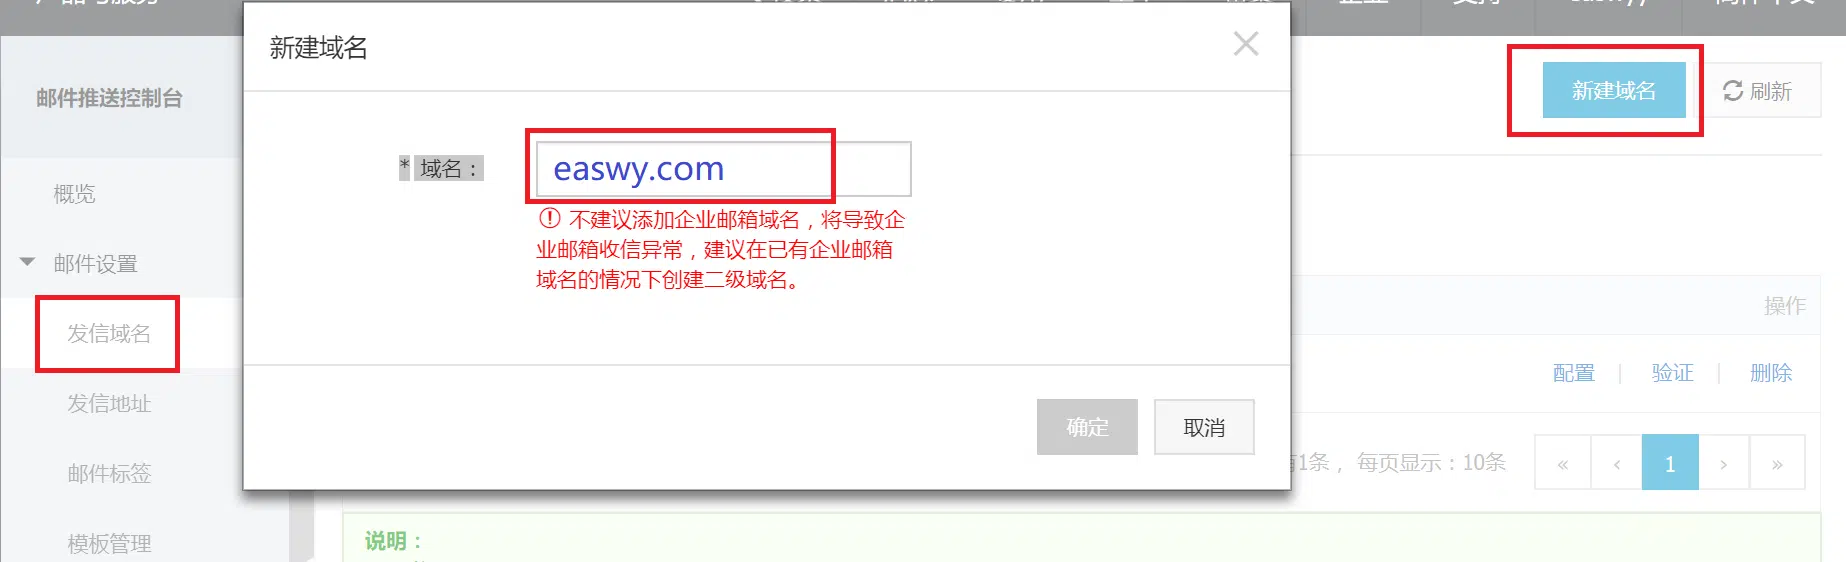 新建域名
新建域名
刷新
邮件推送控制台
* 域名：
easwy.com
! 不建议添加企业邮箱域名，将导致企
业邮箱收信异常，建议在已有企业邮箱
域名的情况下创建二级域名。
概览
邮件设置
发信域名
操作
配置 | 验证 | 删除
发信地址
确定
取消
邮件标签
1条， 每页显示：10条
« ‹ 1 › »
模板管理
说明：